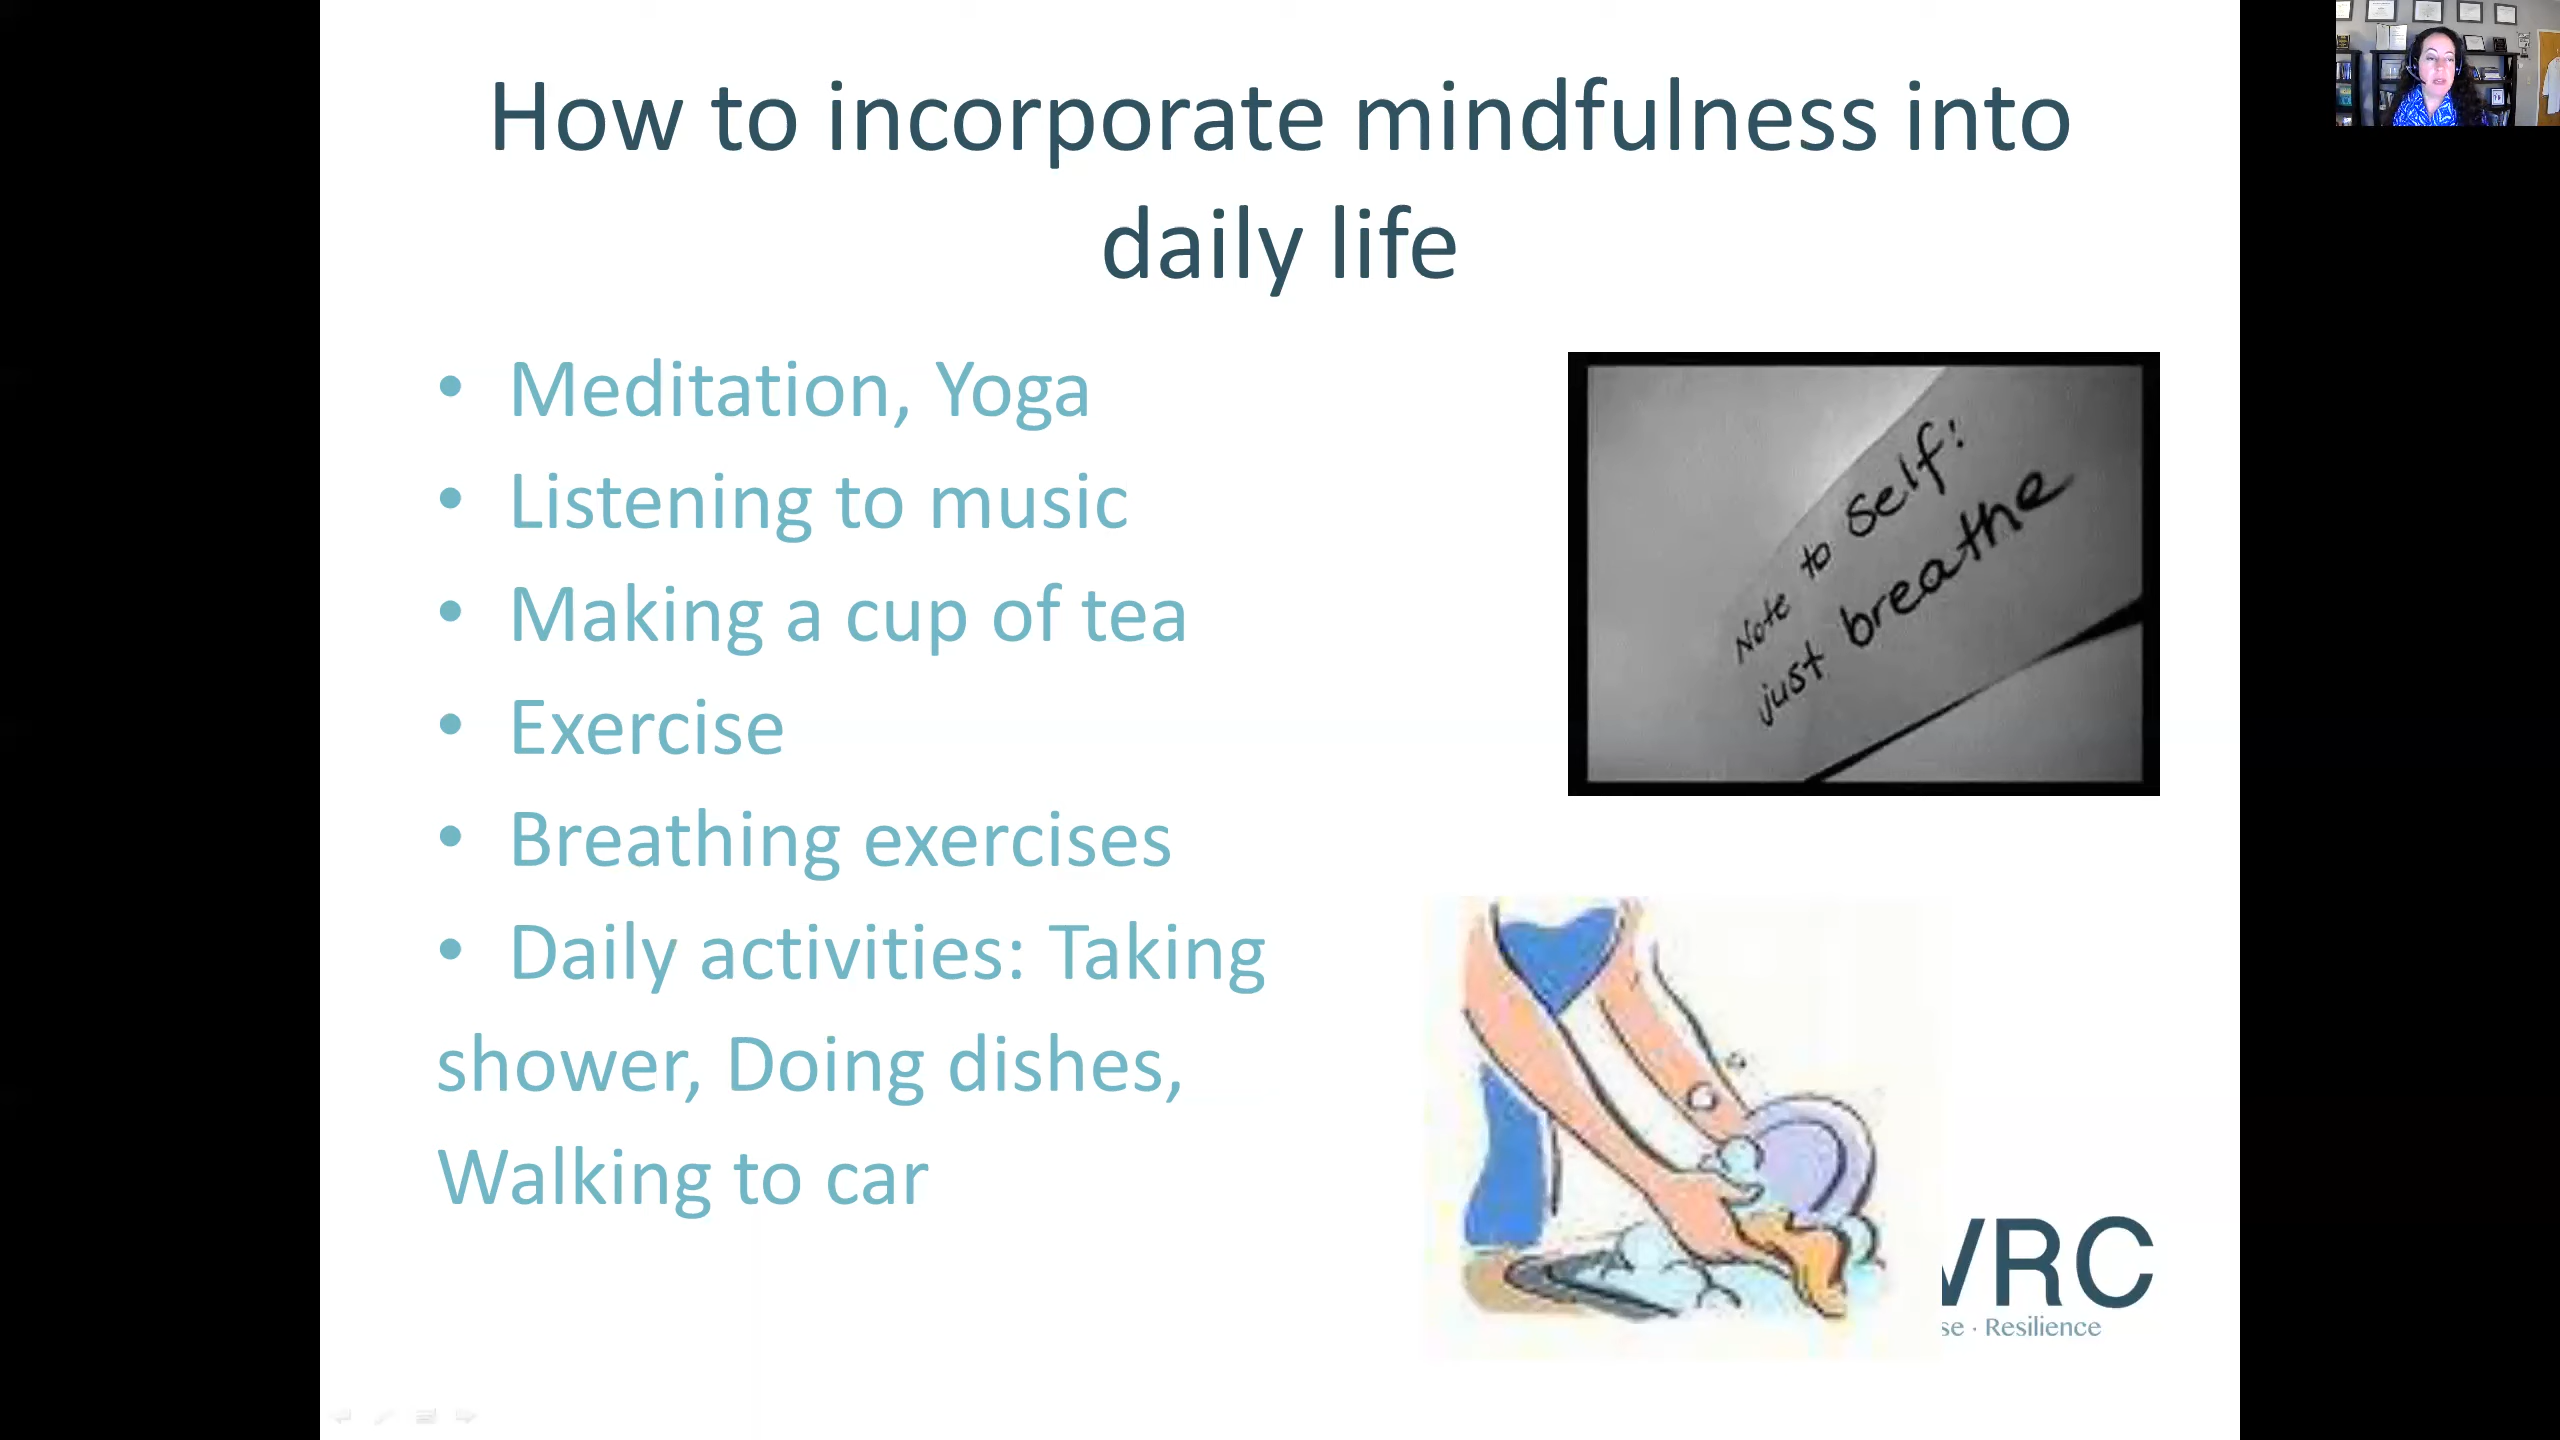 How to incorporate mindfulness into
daily life
• Meditation, Yoga
• Listening to music
• Making a cup of tea
• Exercise
• Breathing exercises
• Daily activities: Taking
shower, Doing dishes,
Walking to car
Note to self:
just breathe
VRC
se · Resilience